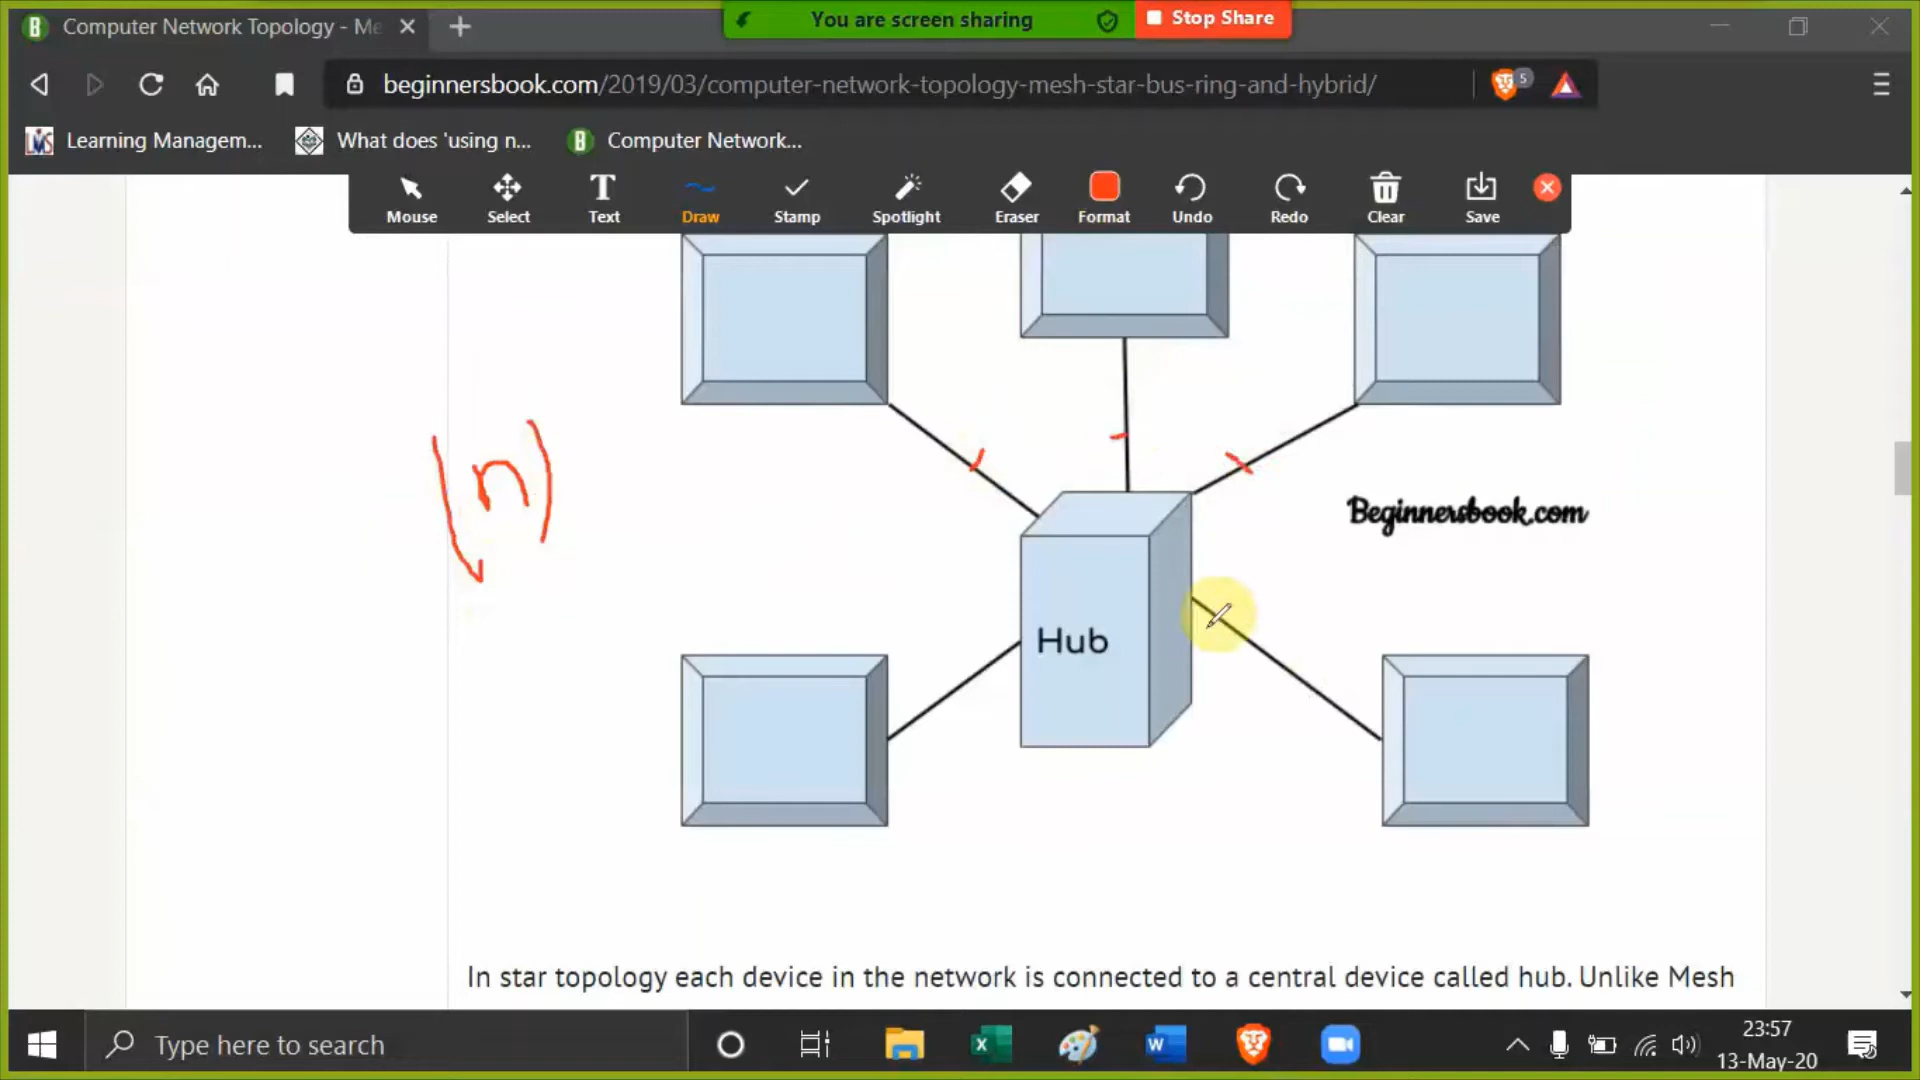 Computer Network Topology - Me
You are screen sharing
Stop Share
beginnersbook.com/2019/03/computer-network-topology-mesh-star-bus-ring-and-hybrid/
5
Learning Managem...
What does 'using n...
Computer Network...
Mouse
Select
Text
Draw
Stamp
Spotlight
Eraser
Format
Undo
Redo
Clear
Save
(n)
Beginnersbook.com
Hub
In star topology each device in the network is connected to a central device called hub. Unlike Mesh
Type here to search
23:57
13-May-20